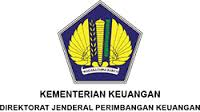 KEMENTERIAN KEUANGAN
DIREKTORAT JENDERAL PERIMBANGAN KEUANGAN